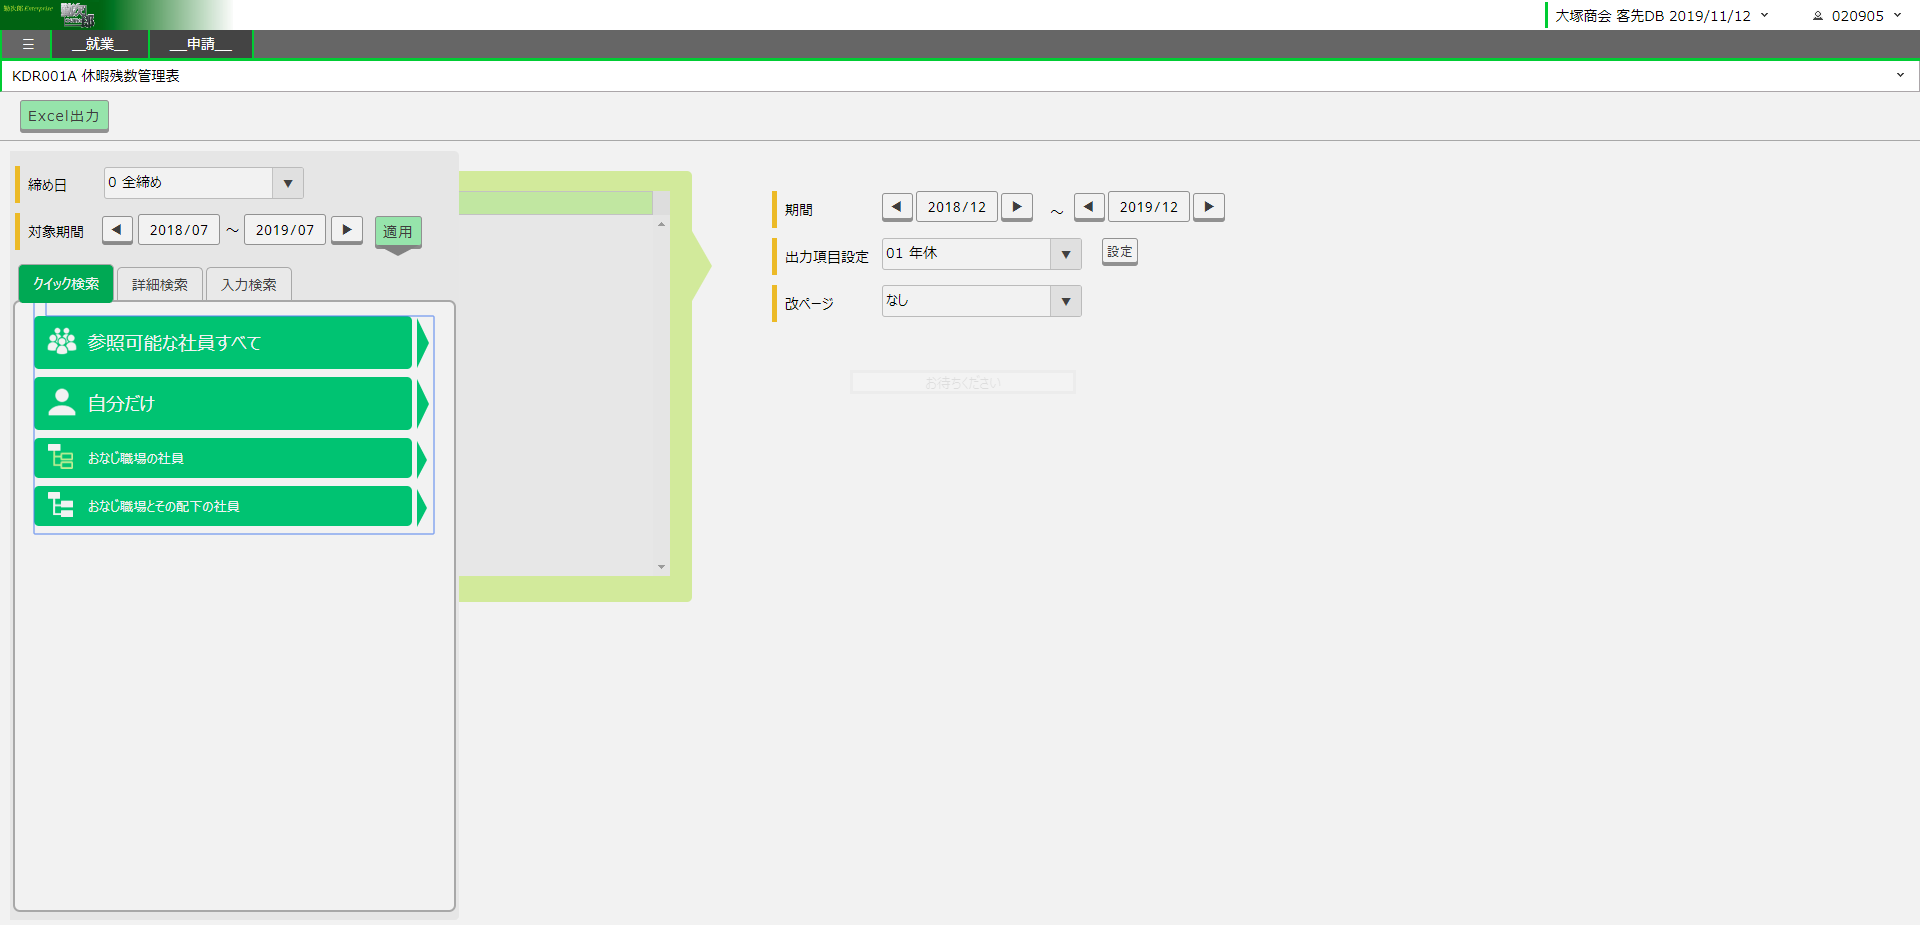 勤次郎 Enterprise
大塚商会 客先DB 2019/11/12
020905
☰ __就業__ __申請__
KDR001A 休暇残数管理表
Excel出力
締め日 0 全締め ▼
対象期間 ◀ 2018/07 ～ 2019/07 ▶ 適用
クイック検索 詳細検索 入力検索
参照可能な社員すべて
自分だけ
おなじ職場の社員
おなじ職場とその配下の社員
期間 ◀ 2018/12 ▶ ～ ◀ 2019/12 ▶
出力項目設定 01 年休 ▼ 設定
改ページ なし ▼
お待ちください